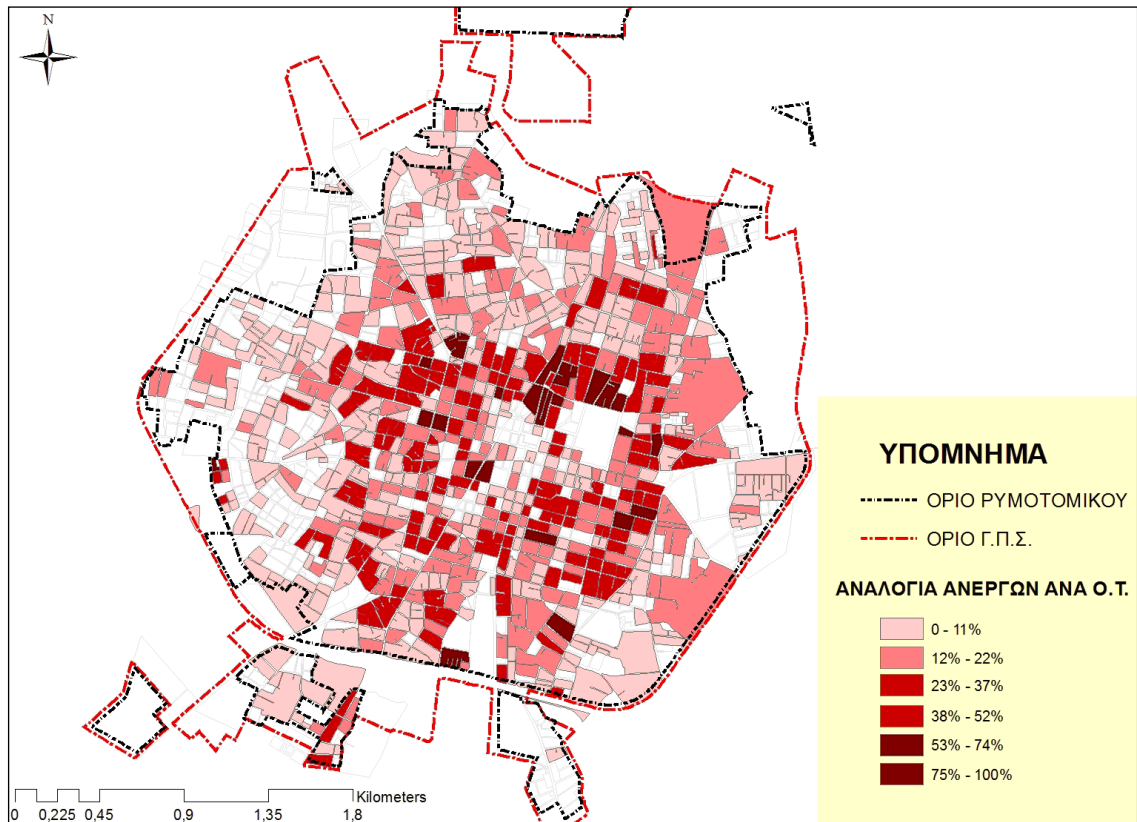 N
ΥΠΟΜΝΗΜΑ
ΟΡΙΟ ΡΥΜΟΤΟΜΙΚΟΥ
ΟΡΙΟ Γ.Π.Σ.
ΑΝΑΛΟΓΙΑ ΑΝΕΡΓΩΝ ΑΝΑ Ο.Τ.
0 - 11%
12% - 22%
23% - 37%
38% - 52%
53% - 74%
75% - 100%
Kilometers
0 0,225 0,45 0,9 1,35 1,8